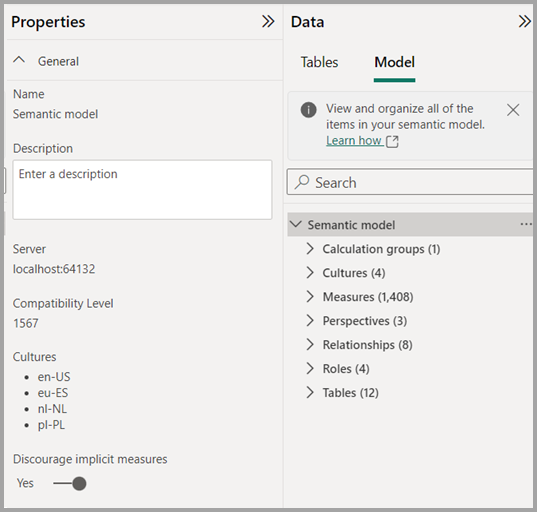 Properties
General
Name
Semantic model
Description
Enter a description
Server
localhost:64132
Compatibility Level
1567
Cultures
en-US
eu-ES
nl-NL
pl-PL
Discourage implicit measures
Yes
Data
Tables
Model
View and organize all of the
items in your semantic model.
Learn how
Search
Semantic model
Calculation groups (1)
Cultures (4)
Measures (1,408)
Perspectives (3)
Relationships (8)
Roles (4)
Tables (12)